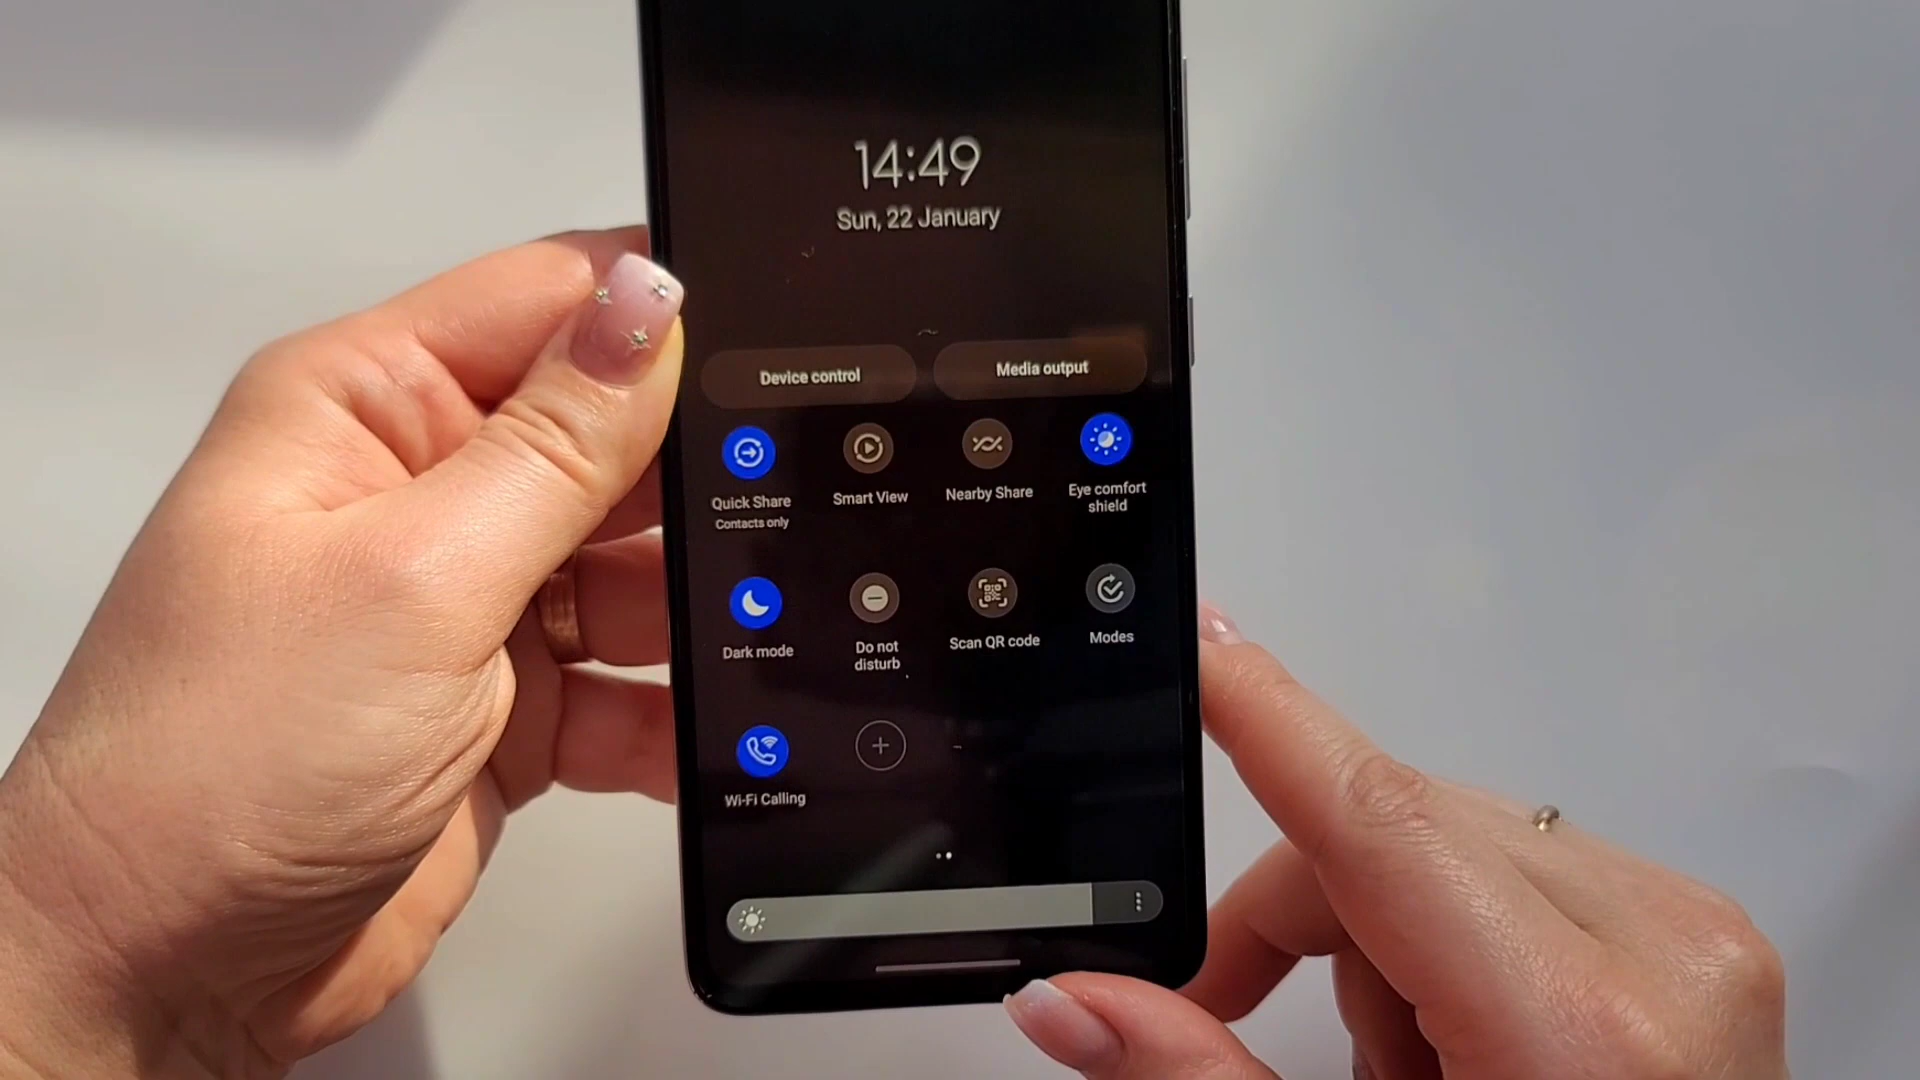 14:49
Sun, 22 January
Device control
Media output
Quick Share
Contacts only
Smart View
Nearby Share
Eye comfort
shield
Dark mode
Do not
disturb
Scan QR code
Modes
Wi-Fi Calling